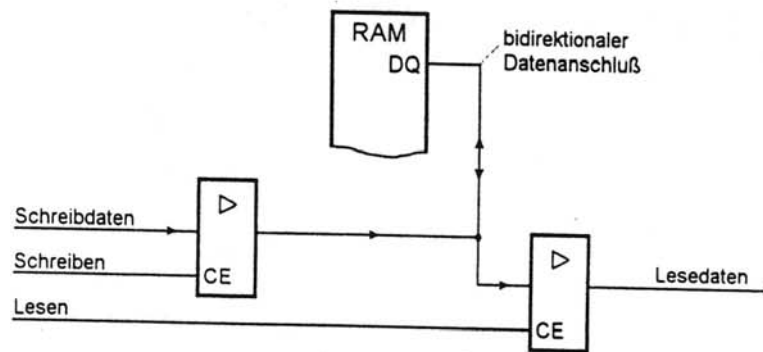 RAM
DQ
bidirektionaler
Datenanschluß
Schreibdaten
Schreiben
CE
Lesen
Lesedaten
CE